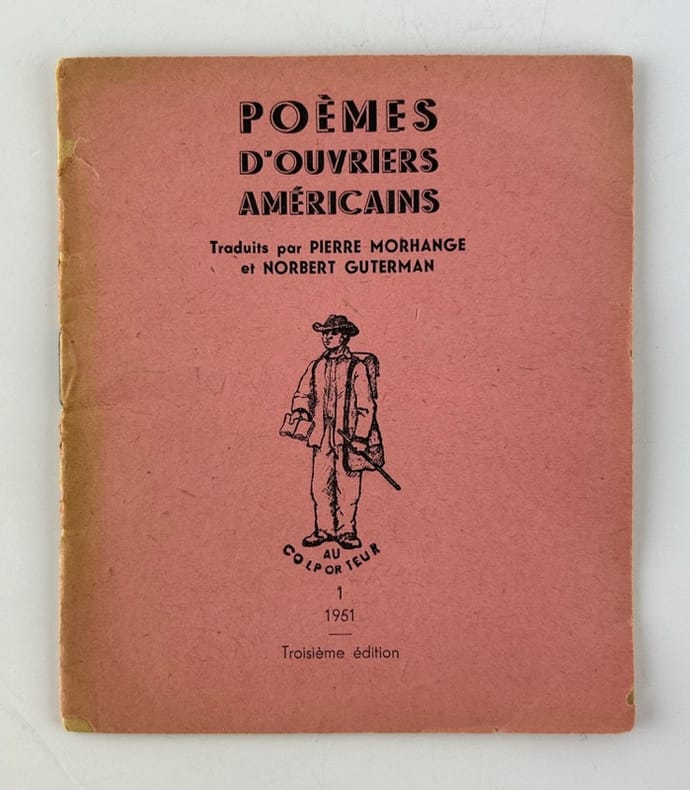 POÈMES
D'OUVRIERS
AMÉRICAINS
Traduits par PIERRE MORHANGE
et NORBERT GUTERMAN
AU
COLPORTEUR
1
1951
Troisième édition